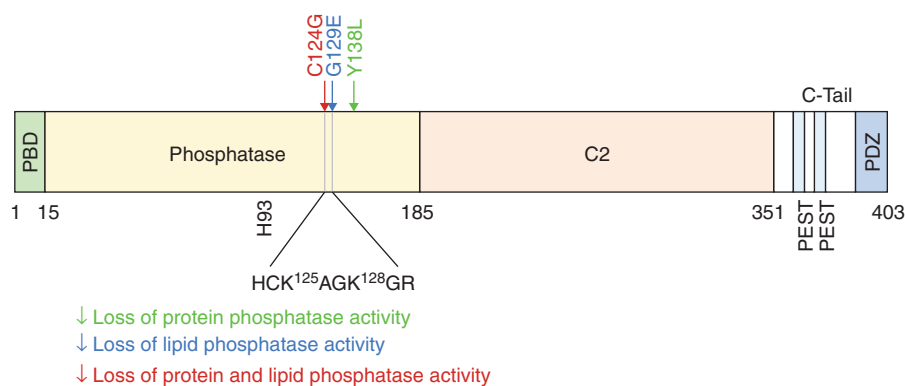 C124G
G129E
Y138L
C-Tail
PBD
Phosphatase
C2
PDZ
1 15 H93 185 351 PEST PEST 403
HCK¹²⁵AGK¹²⁸GR
↓ Loss of protein phosphatase activity
↓ Loss of lipid phosphatase activity
↓ Loss of protein and lipid phosphatase activity